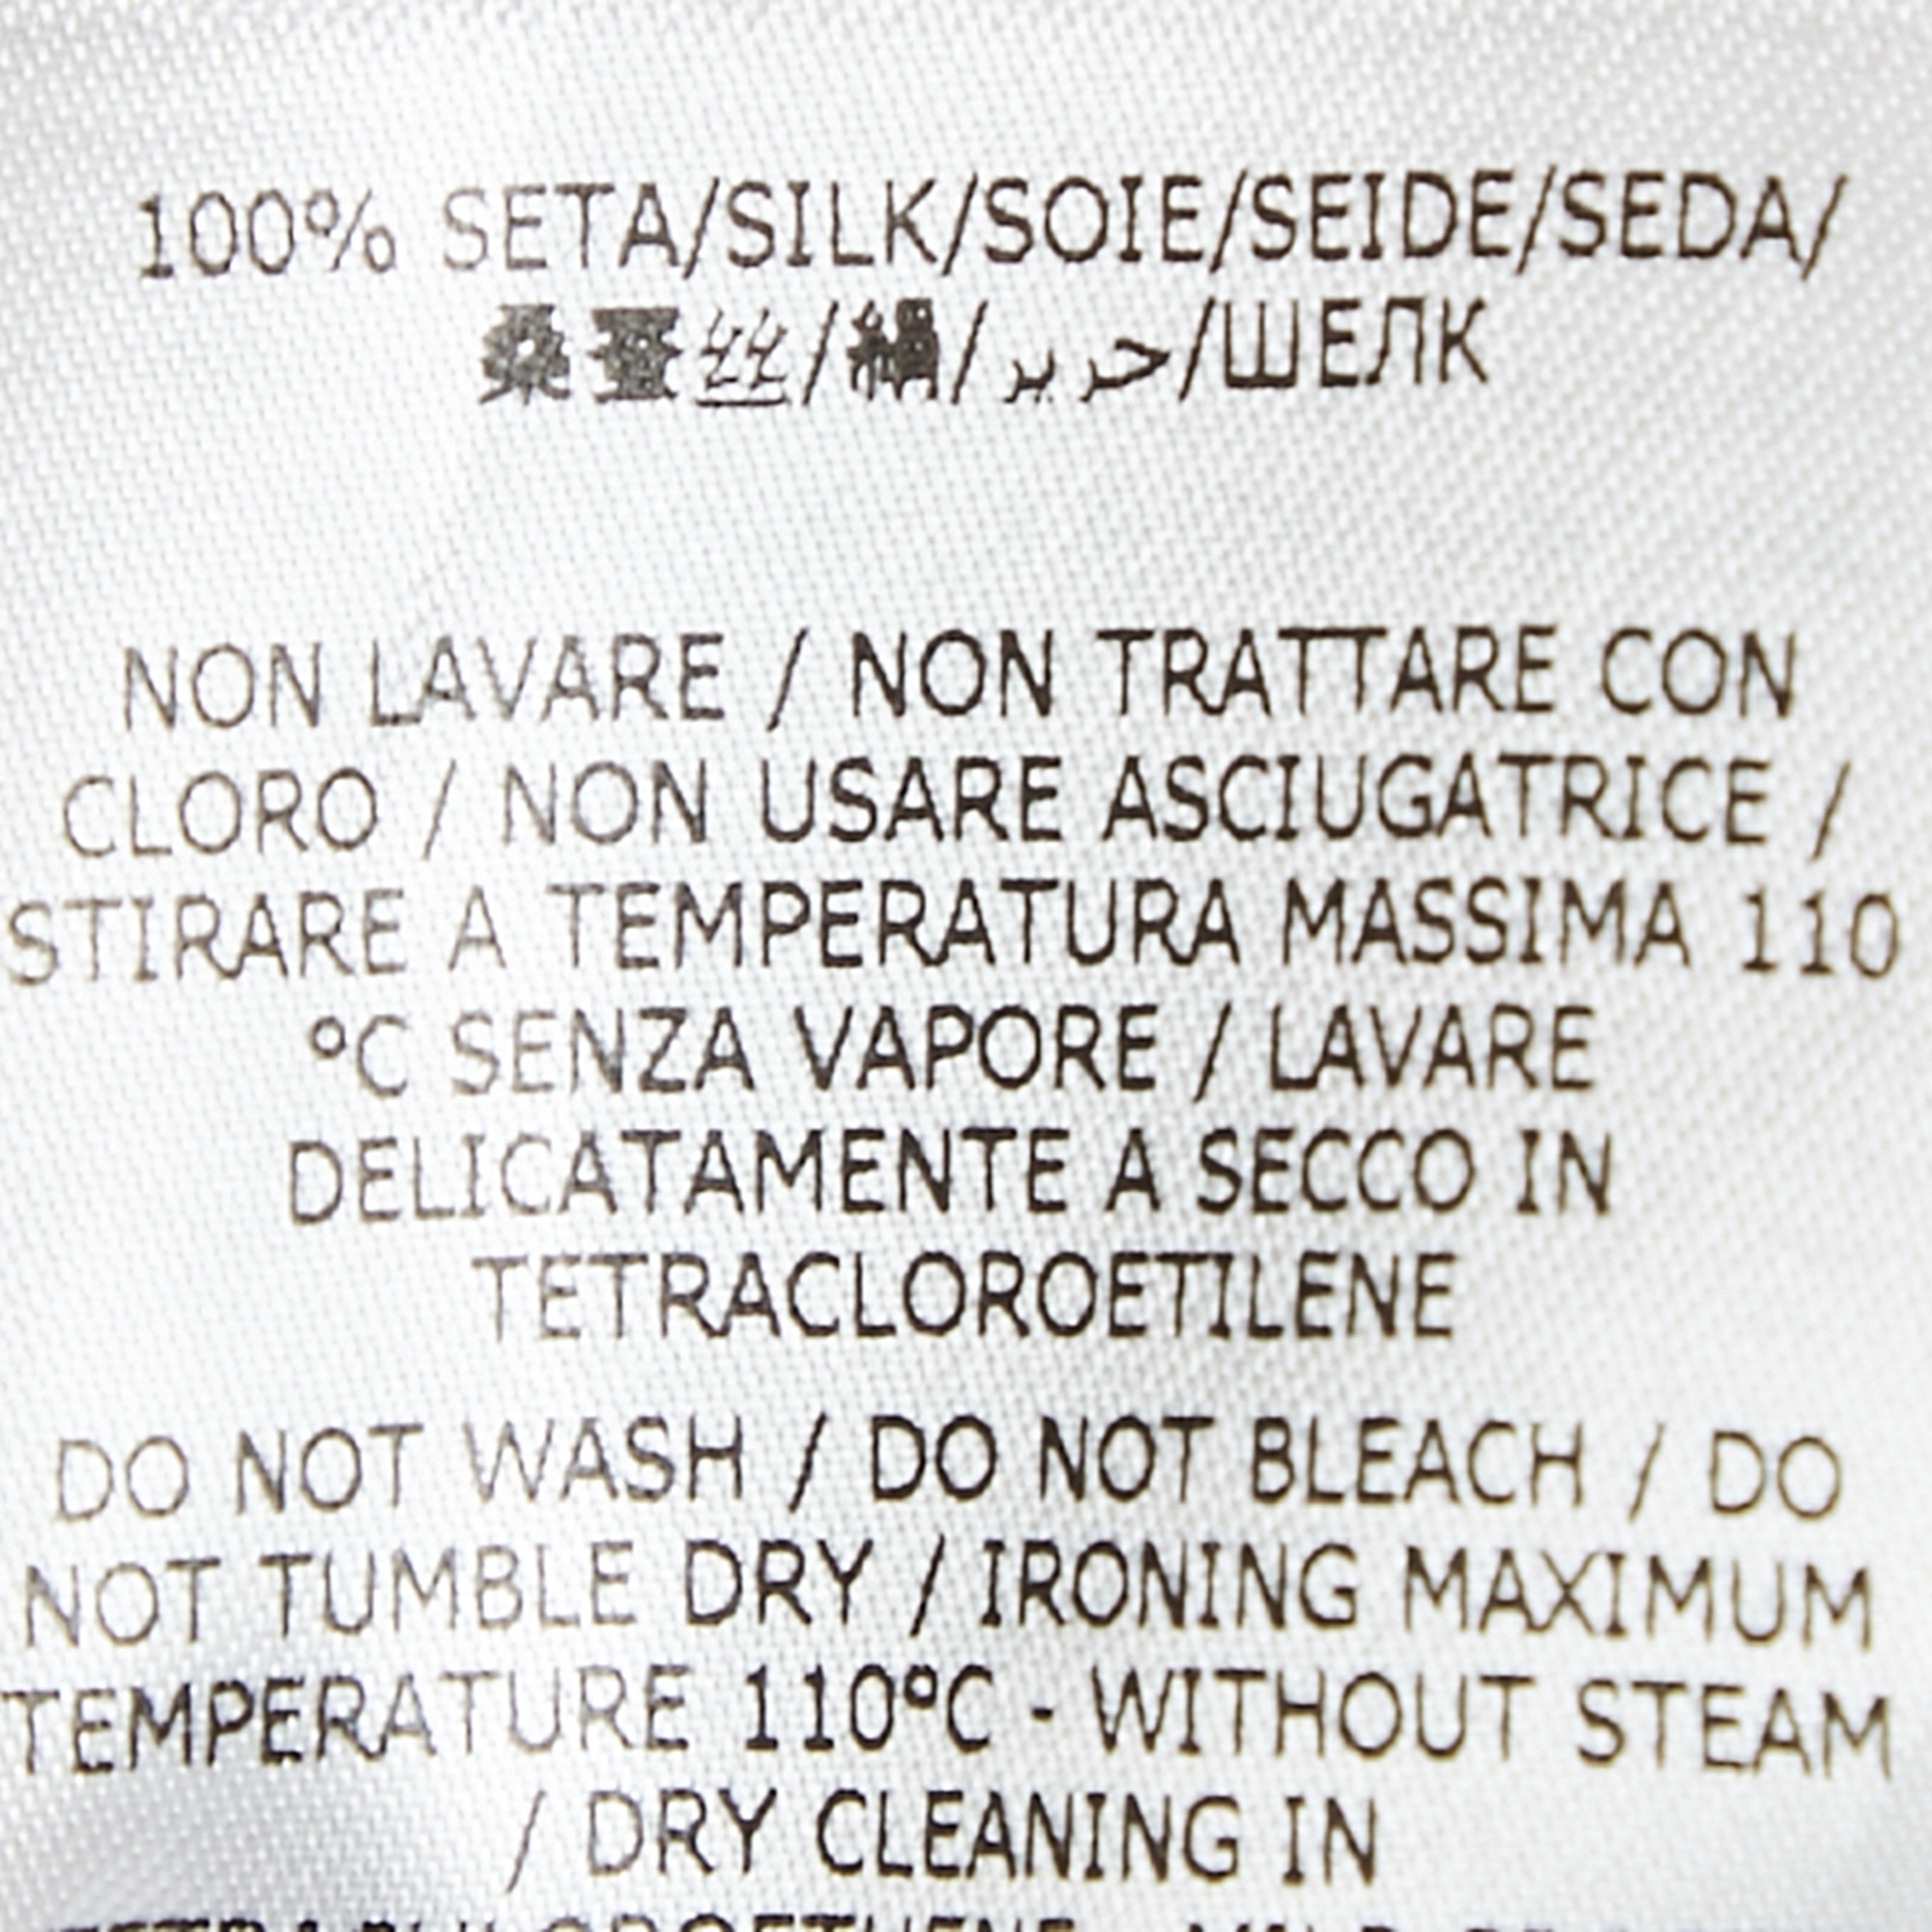 100% SETA/SILK/SOIE/SEIDE/SEDA/
桑蚕丝/絹/حرير/ШЕЛК
NON LAVARE / NON TRATTARE CON
CLORO / NON USARE ASCIUGATRICE /
STIRARE A TEMPERATURA MASSIMA 110
°C SENZA VAPORE / LAVARE
DELICATAMENTE A SECCO IN
TETRACLOROETILENE
DO NOT WASH / DO NOT BLEACH / DO
NOT TUMBLE DRY / IRONING MAXIMUM
TEMPERATURE 110°C - WITHOUT STEAM
/ DRY CLEANING IN